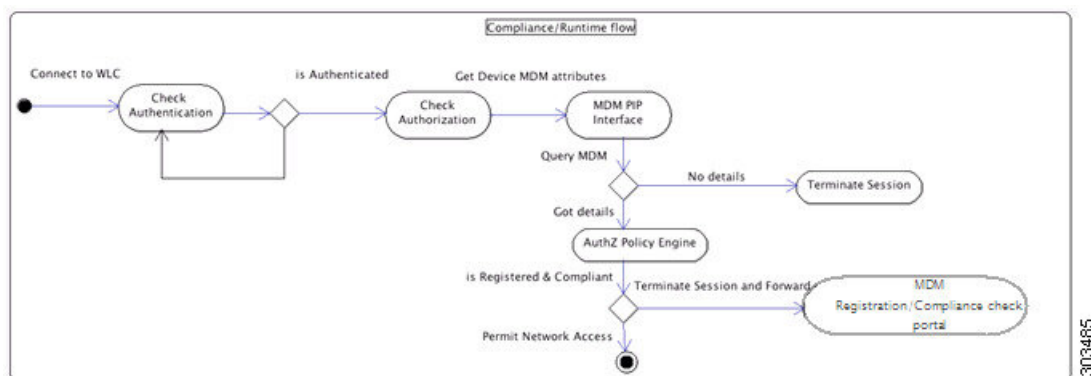 Compliance/Runtime flow
Connect to WLC
is Authenticated
Get Device MDM attributes
Check
Authentication
Check
Authorization
MDM PIP
Interface
Query MDM
No details
Terminate Session
Got details
AuthZ Policy Engine
is Registered & Compliant
Terminate Session and Forward
MDM
Registration/Compliance check
portal
Permit Network Access
303485